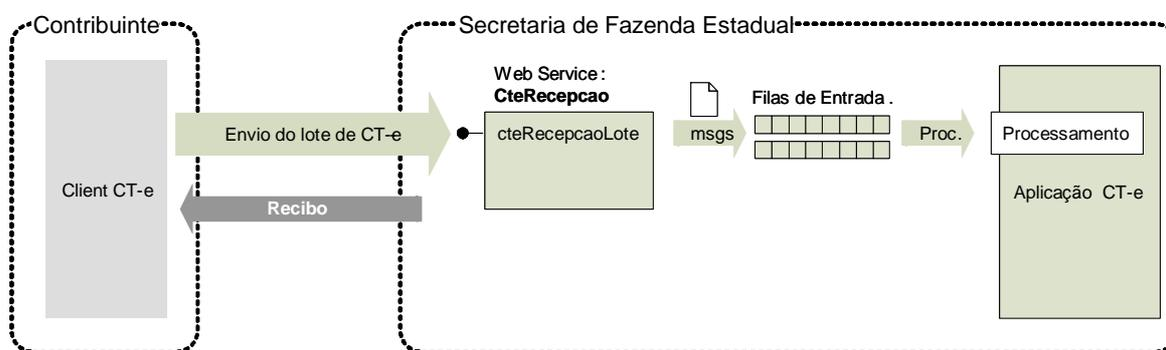 Contribuinte
Secretaria de Fazenda Estadual
Web Service :
CteRecepcao
Filas de Entrada .
Envio do lote de CT-e
cteRecepcaoLote
msgs
Proc.
Processamento
Client CT-e
Recibo
Aplicação CT-e